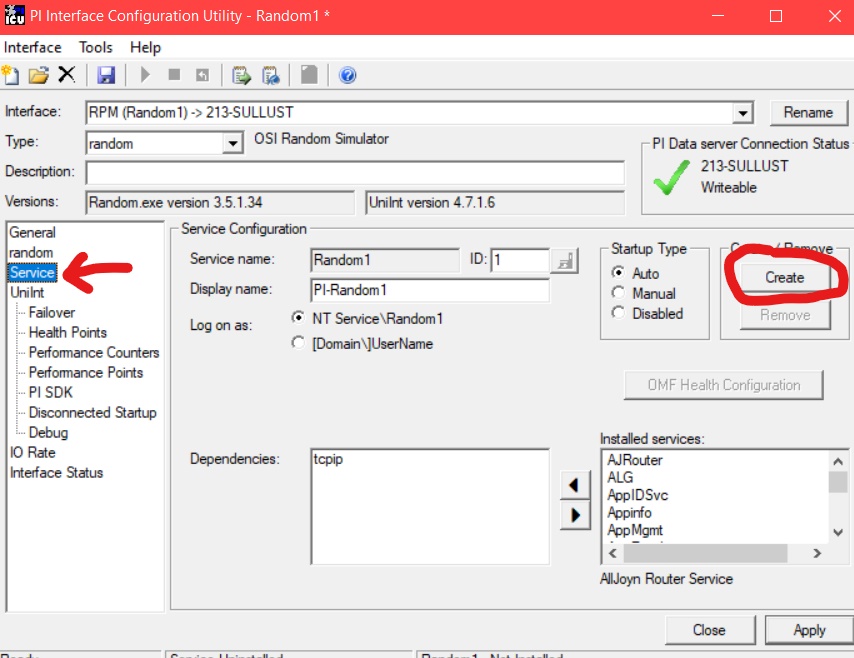 PI Interface Configuration Utility - Random1 *
Interface Tools Help
Interface: RPM (Random1) -> 213-SULLUST Rename
Type: random OSI Random Simulator
PI Data server Connection Status
213-SULLUST
Writeable
Description:
Versions: Random.exe version 3.5.1.34 UniInt version 4.7.1.6
General
random
Service
UniInt
Failover
Health Points
Performance Counters
Performance Points
PI SDK
Disconnected Startup
Debug
IO Rate
Interface Status
Service Configuration
Service name: Random1 ID: 1
Display name: PI-Random1
Log on as: NT Service\Random1
[Domain\]UserName
Startup Type
Auto
Manual
Disabled
Remove
Create
Remove
OMF Health Configuration
Dependencies: tcpip
Installed services:
AJRouter
ALG
AppIDSvc
Appinfo
AppMgmt
AllJoyn Router Service
Close Apply
Ready Service Uninstalled Random1 - Not Installed